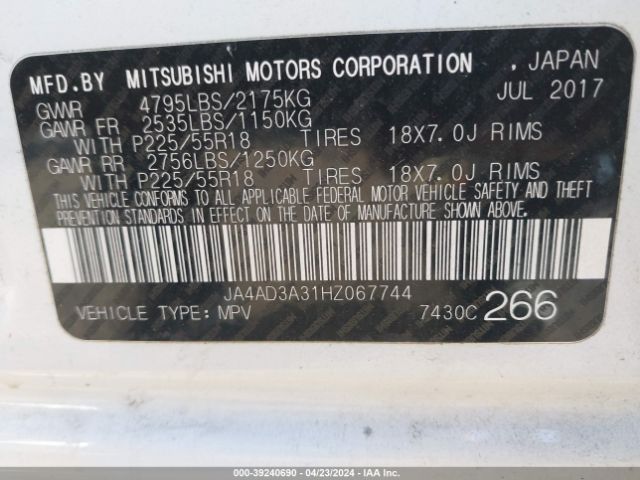 MFD.BY MITSUBISHI MOTORS CORPORATION , JAPAN
GVWR 4795LBS/2175KG JUL 2017
GAWR FR 2535LBS/1150KG
WITH P225/55R18 TIRES 18X7.0J RIMS
GAWR RR 2756LBS/1250KG
WITH P225/55R18 TIRES 18X7.0J RIMS
THIS VEHICLE CONFORMS TO ALL APPLICABLE FEDERAL MOTOR VEHICLE SAFETY AND THEFT
PREVENTION STANDARDS IN EFFECT ON THE DATE OF MANUFACTURE SHOWN ABOVE.
JA4AD3A31HZ067744
VEHICLE TYPE: MPV 7430C 266
000-39240690 - 04/23/2024 - IAA Inc.